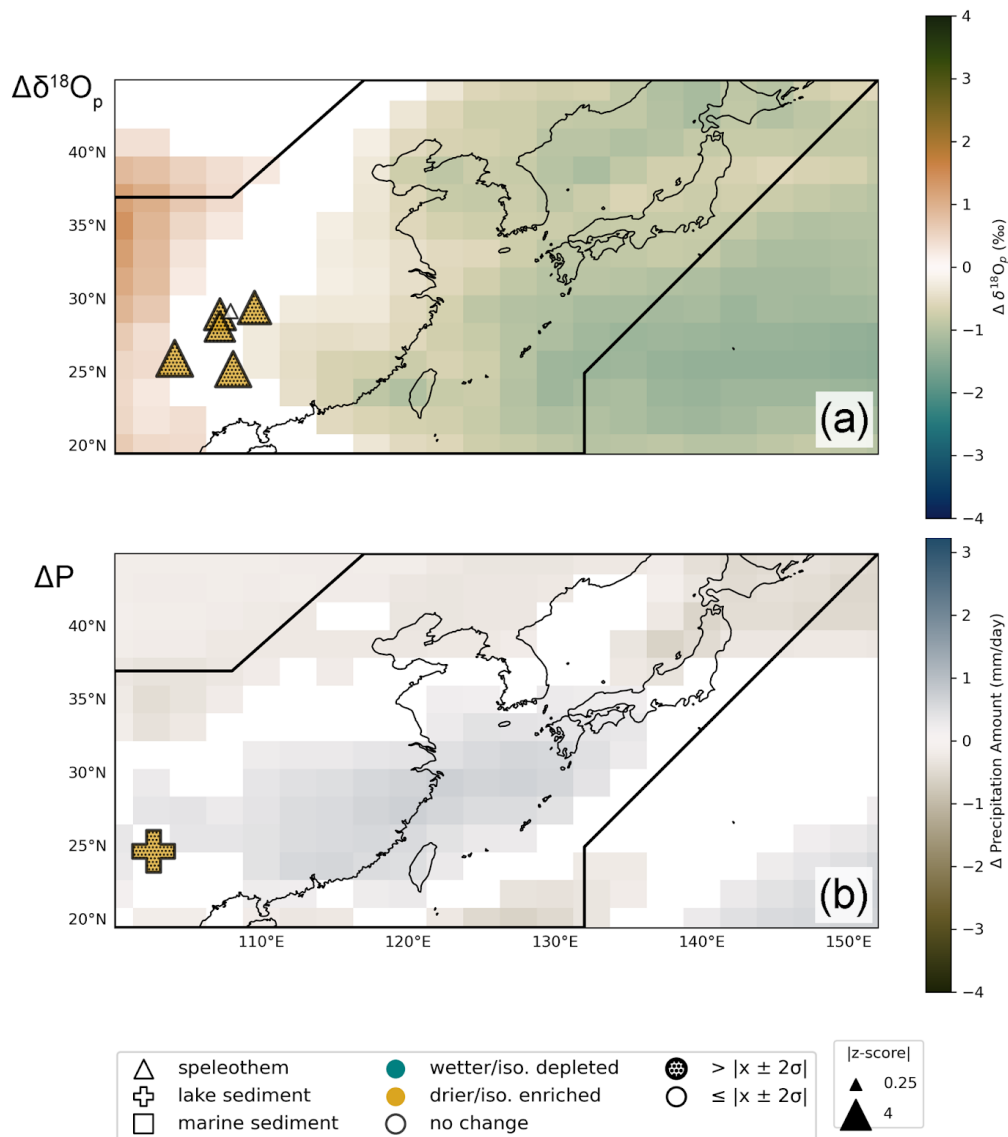 Δδ¹⁸Oₚ
40°N
35°N
30°N
25°N
20°N
(a)
4
3
2
1
0
−1
−2
−3
−4
Δ δ¹⁸Oₚ (‰)
ΔP
40°N
35°N
30°N
25°N
20°N
110°E
120°E
130°E
140°E
150°E
(b)
3
2
1
0
−1
−2
−3
−4
Δ Precipitation Amount (mm/day)
speleothem
lake sediment
marine sediment
wetter/iso. depleted
drier/iso. enriched
no change
> |x ± 2σ|
≤ |x ± 2σ|
|z-score|
0.25
4